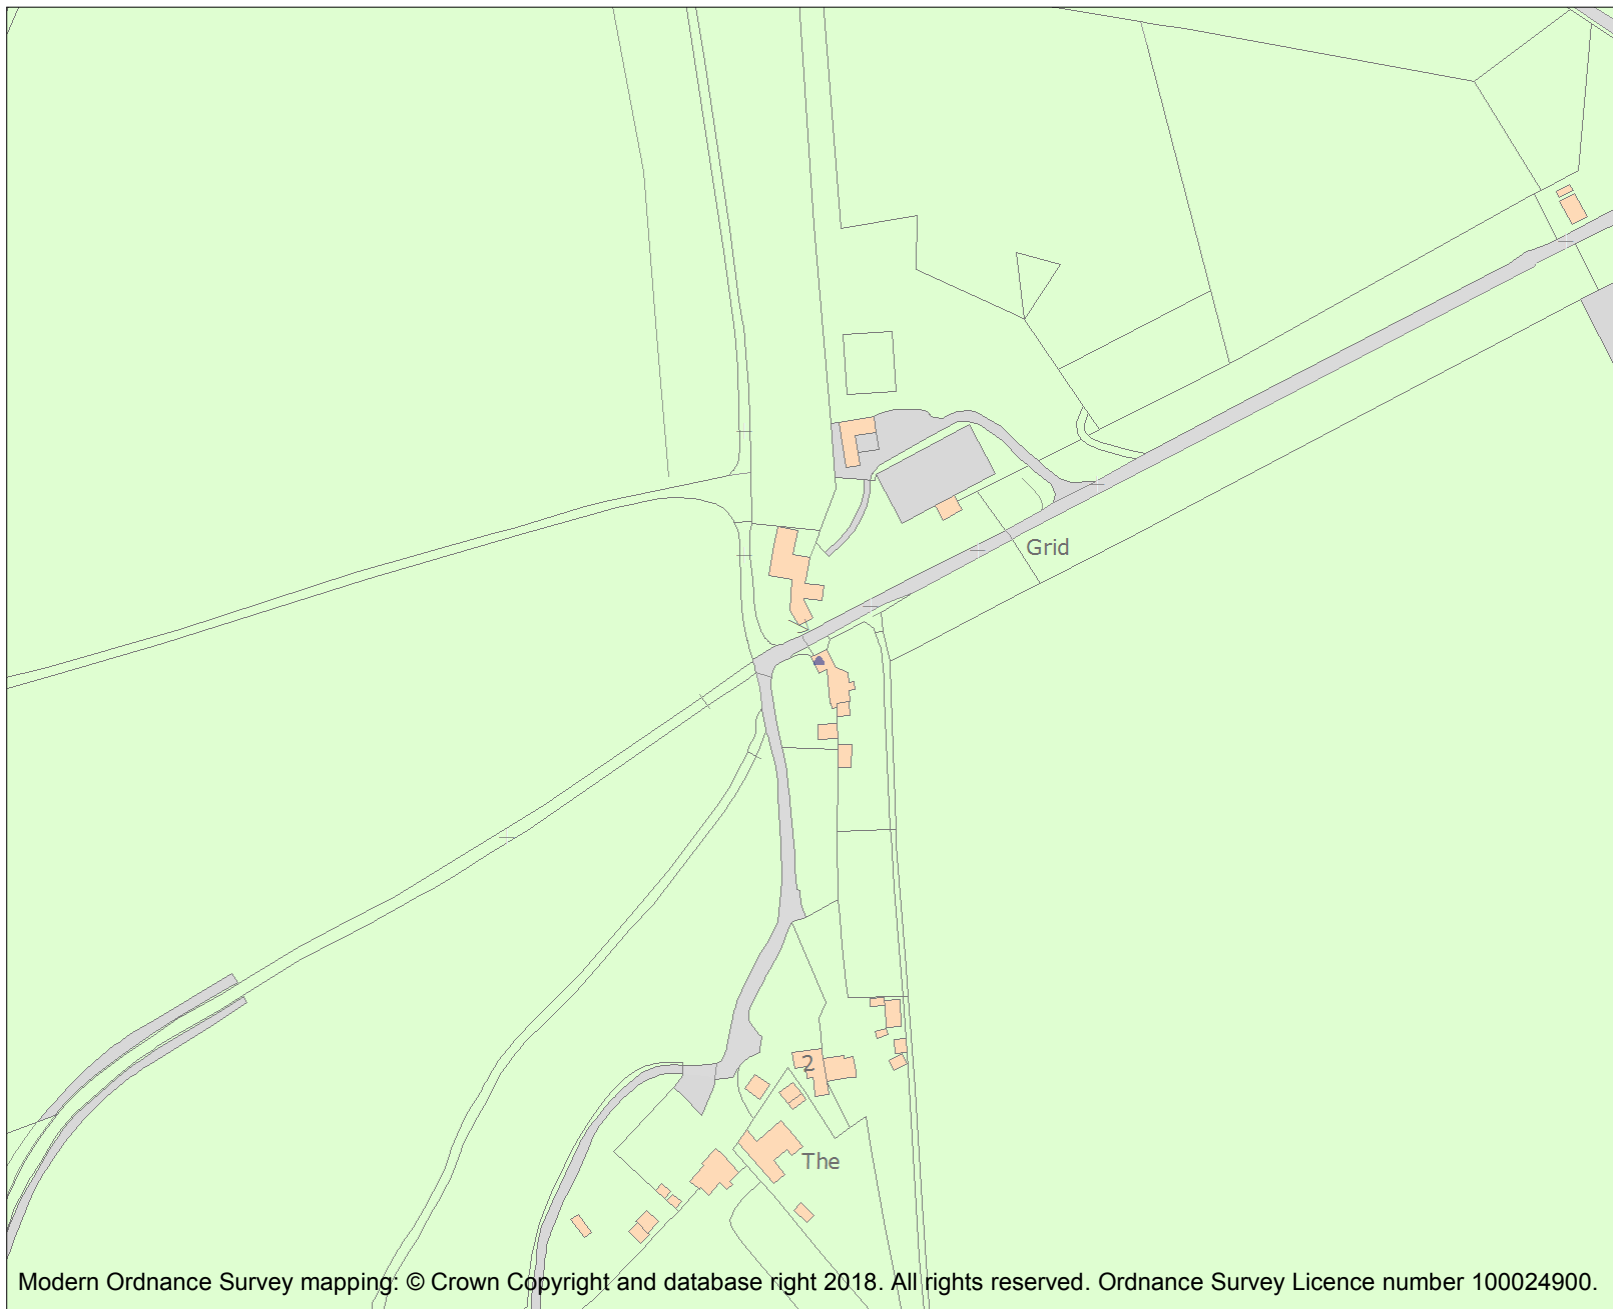 Grid
2
The
Modern Ordnance Survey mapping: © Crown Copyright and database right 2018. All rights reserved. Ordnance Survey Licence number 100024900.